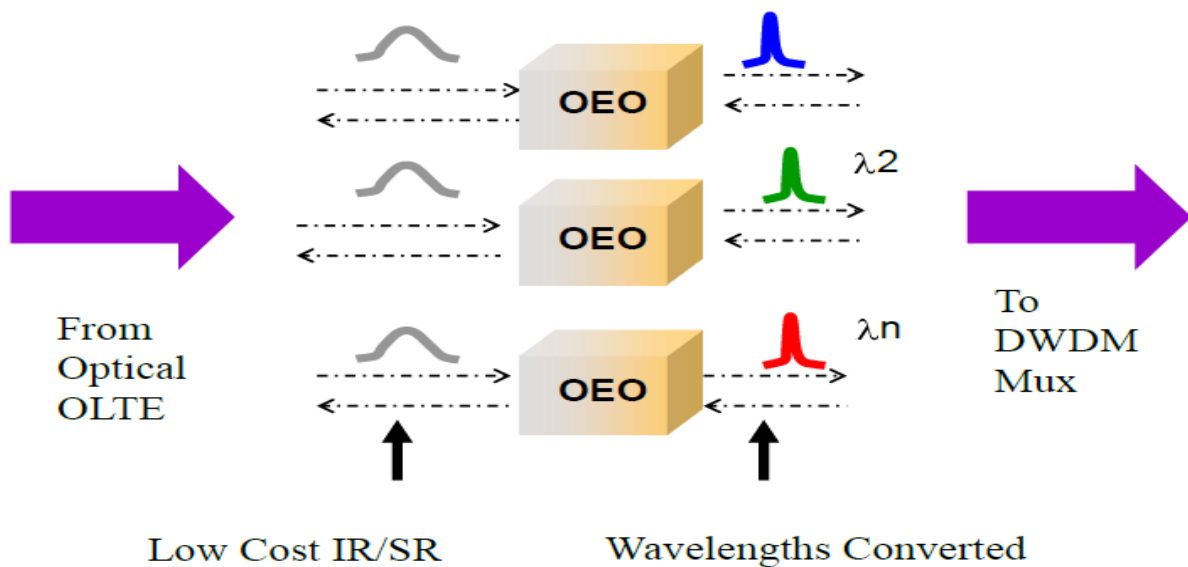 OEO
λ2
OEO
λn
OEO
From
Optical
OLTE
To
DWDM
Mux
Low Cost IR/SR
Wavelengths Converted